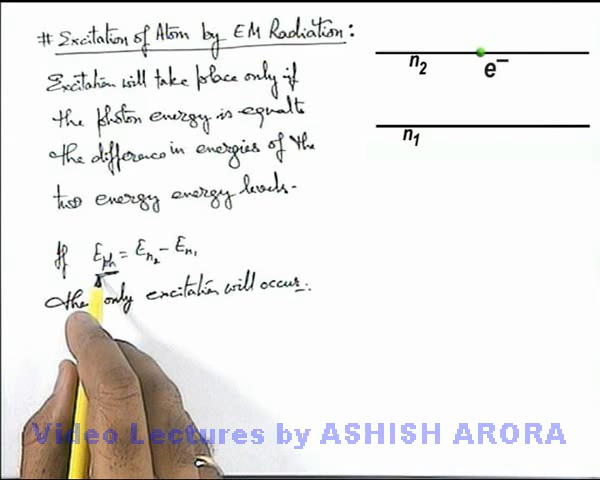 # Excitation of Atom by EM Radiation:
Excitation will take place only if
the photon energy is equal to
the difference in energies of the
two energy energy levels.
If Eph = En2 - En1
the only excitation will occur.
n2 e−
n1
Video Lectures by ASHISH ARORA